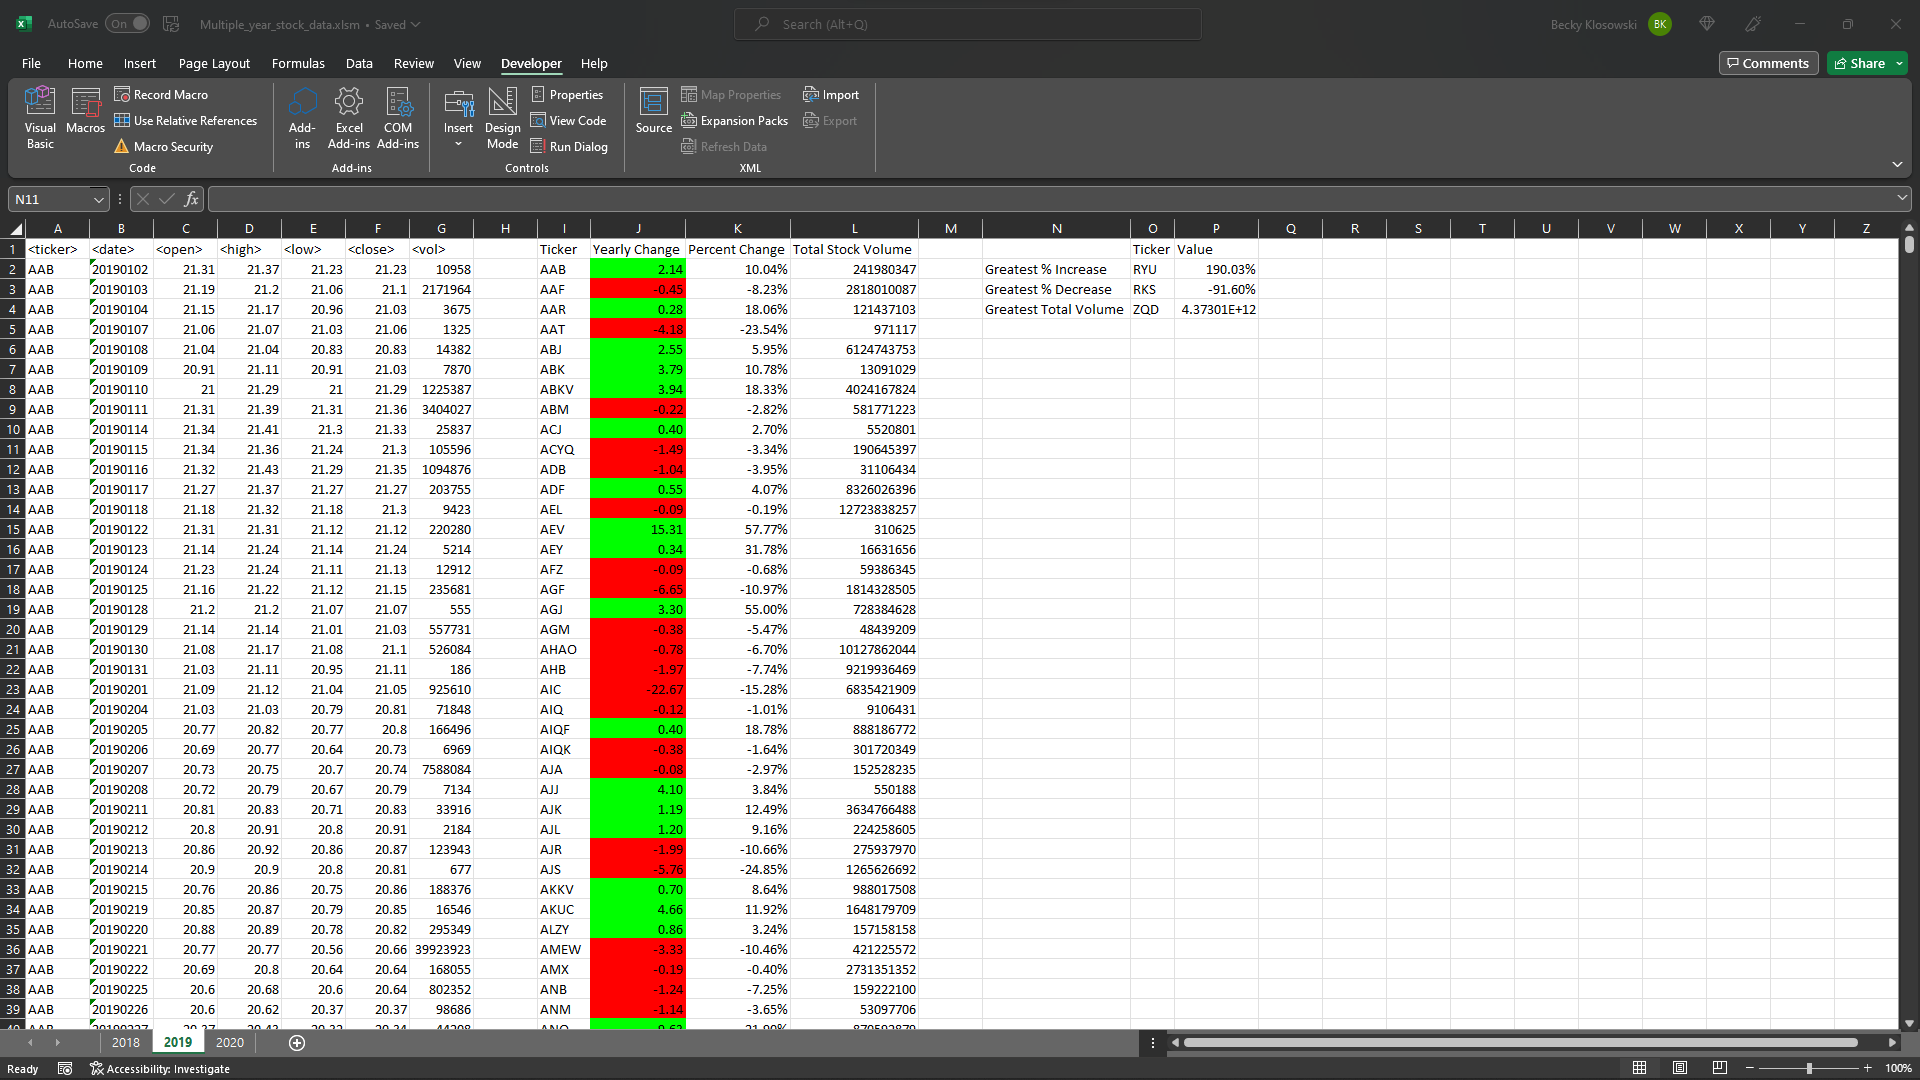 AutoSave On Multiple_year_stock_data.xlsm • Saved Search (Alt+Q) Becky Klosowski BK
File Home Insert Page Layout Formulas Data Review View Developer Help Comments Share
Visual Basic Macros Record Macro Use Relative References Macro Security Code
Add-ins Excel Add-ins COM Add-ins Add-ins
Insert Design Mode Properties View Code Run Dialog Controls
Source Map Properties Expansion Packs Refresh Data Import Export XML
N11 fx
A B C D E F G H I J K L M N O P Q R S T U V W X Y Z
1 <ticker> <date> <open> <high> <low> <close> <vol> Ticker Yearly Change Percent Change Total Stock Volume Ticker Value
2 AAB 20190102 21.31 21.37 21.23 21.23 10958 AAB 2.14 10.04% 241980347 Greatest % Increase RYU 190.03%
3 AAB 20190103 21.19 21.2 21.06 21.1 2171964 AAF -0.45 -8.23% 2818010087 Greatest % Decrease RKS -91.60%
4 AAB 20190104 21.15 21.17 20.96 21.03 3675 AAR 0.28 18.06% 121437103 Greatest Total Volume ZQD 4.37301E+12
5 AAB 20190107 21.06 21.07 21.03 21.06 1325 AAT -4.18 -23.54% 971117
6 AAB 20190108 21.04 21.04 20.83 20.83 14382 ABJ 2.55 5.95% 6124743753
7 AAB 20190109 20.91 21.11 20.91 21.03 7870 ABK 3.79 10.78% 13091029
8 AAB 20190110 21 21.29 21 21.29 1225387 ABKV 3.94 18.33% 4024167824
9 AAB 20190111 21.31 21.39 21.31 21.36 3404027 ABM -0.22 -2.82% 581771223
10 AAB 20190114 21.34 21.41 21.3 21.33 25837 ACJ 0.40 2.70% 5520801
11 AAB 20190115 21.34 21.36 21.24 21.3 105596 ACYQ -1.49 -3.34% 190645397
12 AAB 20190116 21.32 21.43 21.29 21.35 1094876 ADB -1.04 -3.95% 31106434
13 AAB 20190117 21.27 21.37 21.27 21.27 203755 ADF 0.55 4.07% 8326026396
14 AAB 20190118 21.18 21.32 21.18 21.3 9423 AEL -0.09 -0.19% 12723838257
15 AAB 20190122 21.31 21.31 21.12 21.12 220280 AEV 15.31 57.77% 310625
16 AAB 20190123 21.14 21.24 21.14 21.24 5214 AEY 0.34 31.78% 16631656
17 AAB 20190124 21.23 21.24 21.11 21.13 12912 AFZ -0.09 -0.68% 59386345
18 AAB 20190125 21.16 21.22 21.12 21.15 235681 AGF -6.65 -10.97% 1814328505
19 AAB 20190128 21.2 21.2 21.07 21.07 555 AGJ 3.30 55.00% 728384628
20 AAB 20190129 21.14 21.14 21.01 21.03 557731 AGM -0.38 -5.47% 48439209
21 AAB 20190130 21.08 21.17 21.08 21.1 526084 AHAO -0.78 -6.70% 10127862044
22 AAB 20190131 21.03 21.11 20.95 21.11 186 AHB -1.97 -7.74% 9219936469
23 AAB 20190201 21.09 21.12 21.04 21.05 925610 AIC -22.67 -15.28% 6835421909
24 AAB 20190204 21.03 21.03 20.79 20.81 71848 AIQ -0.12 -1.01% 9106431
25 AAB 20190205 20.77 20.82 20.77 20.8 166496 AIQF 0.40 18.78% 888186772
26 AAB 20190206 20.69 20.77 20.64 20.73 6969 AIQK -0.38 -1.64% 301720349
27 AAB 20190207 20.73 20.75 20.7 20.74 7588084 AJA -0.08 -2.97% 152528235
28 AAB 20190208 20.72 20.79 20.67 20.79 7134 AJJ 4.10 3.84% 550188
29 AAB 20190211 20.81 20.83 20.71 20.83 33916 AJK 1.19 12.49% 3634766488
30 AAB 20190212 20.8 20.91 20.8 20.91 2184 AJL 1.20 9.16% 224258605
31 AAB 20190213 20.86 20.92 20.86 20.87 123943 AJR -1.99 -10.66% 275937970
32 AAB 20190214 20.9 20.9 20.8 20.81 677 AJS -5.76 -24.85% 1265626692
33 AAB 20190215 20.76 20.86 20.75 20.86 188376 AKKV 0.70 8.64% 988017508
34 AAB 20190219 20.85 20.87 20.79 20.85 16546 AKUC 4.66 11.92% 1648179709
35 AAB 20190220 20.88 20.89 20.78 20.82 295349 ALZY 0.86 3.24% 157158158
36 AAB 20190221 20.77 20.77 20.56 20.66 39923923 AMEW -3.33 -10.46% 421225572
37 AAB 20190222 20.69 20.8 20.64 20.64 168055 AMX -0.19 -0.40% 2731351352
38 AAB 20190225 20.6 20.68 20.6 20.64 802352 ANB -1.24 -7.25% 159222100
39 AAB 20190226 20.6 20.62 20.37 20.37 98686 ANM -1.14 -3.65% 53097706
2018 2019 2020
Ready Accessibility: Investigate 100%